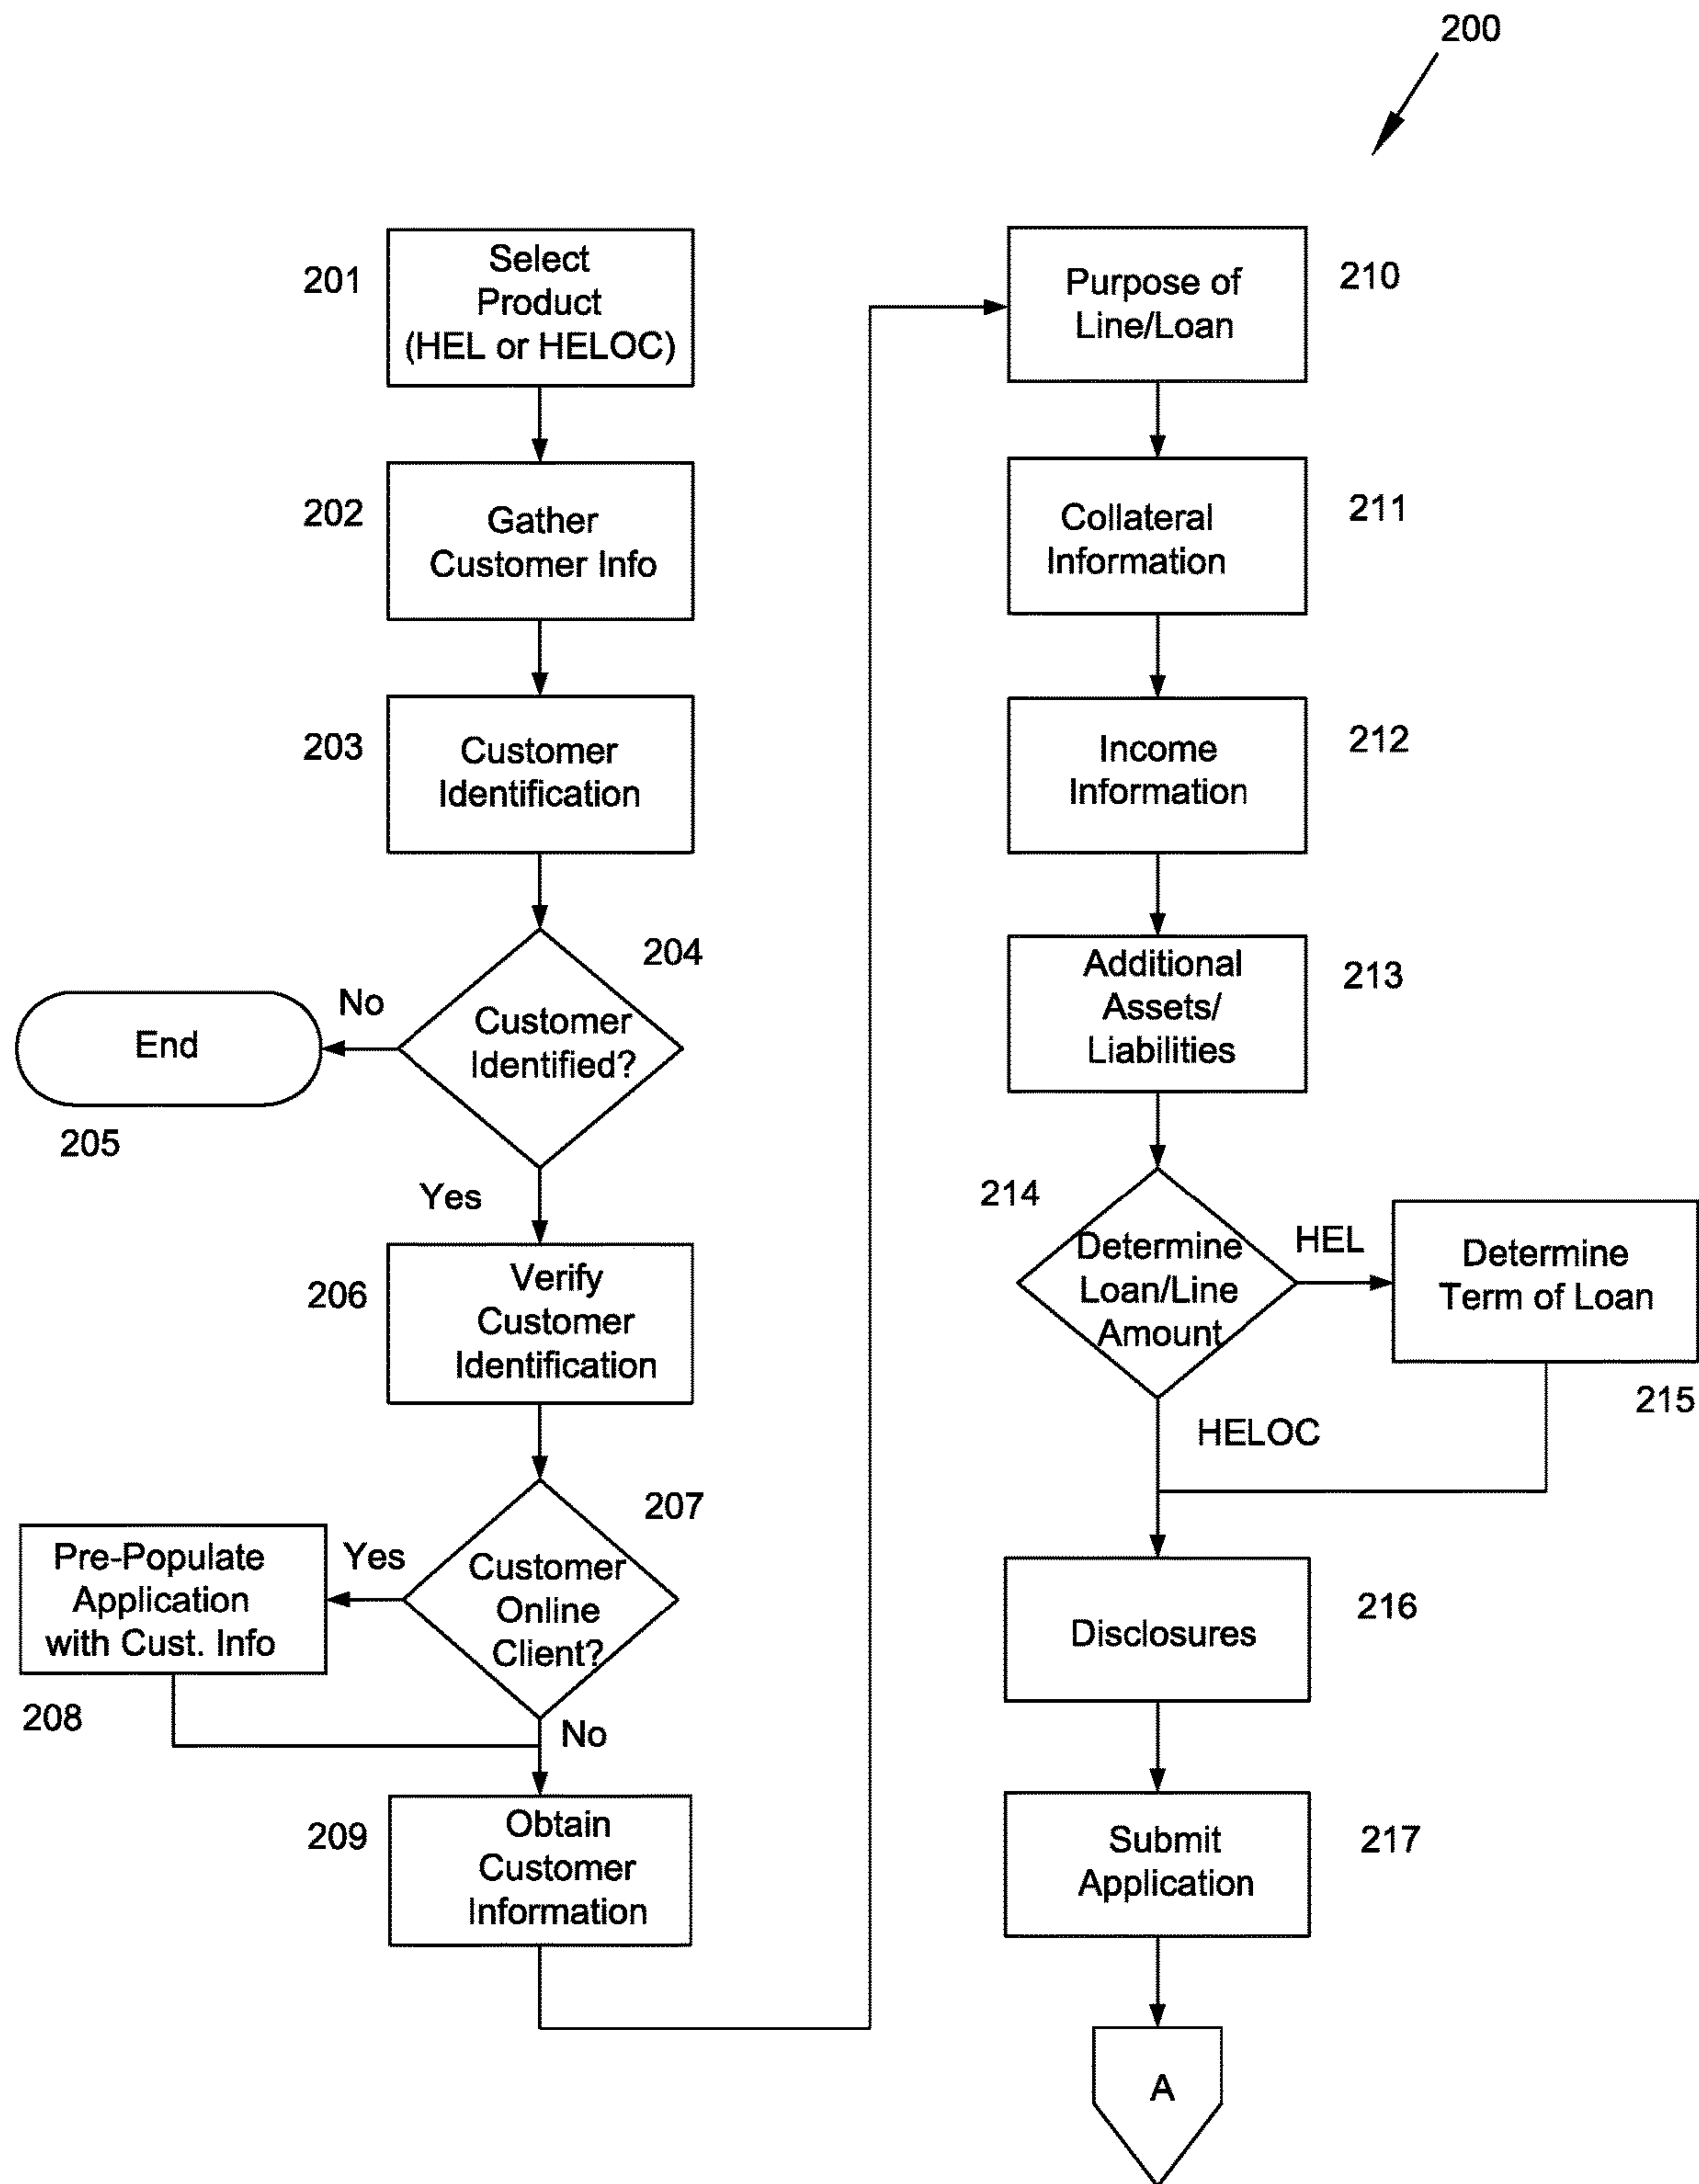 200
201
Select
Product
(HEL or HELOC)
202
Gather
Customer Info
203
Customer
Identification
204
Customer
Identified?
No
End
205
Yes
206
Verify
Customer
Identification
207
Customer
Online
Client?
Yes
Pre-Populate
Application
with Cust. Info
208
No
209
Obtain
Customer
Information
Purpose of
Line/Loan
210
Collateral
Information
211
Income
Information
212
Additional
Assets/
Liabilities
213
214
Determine
Loan/Line
Amount
HEL
Determine
Term of Loan
215
HELOC
Disclosures
216
Submit
Application
217
A